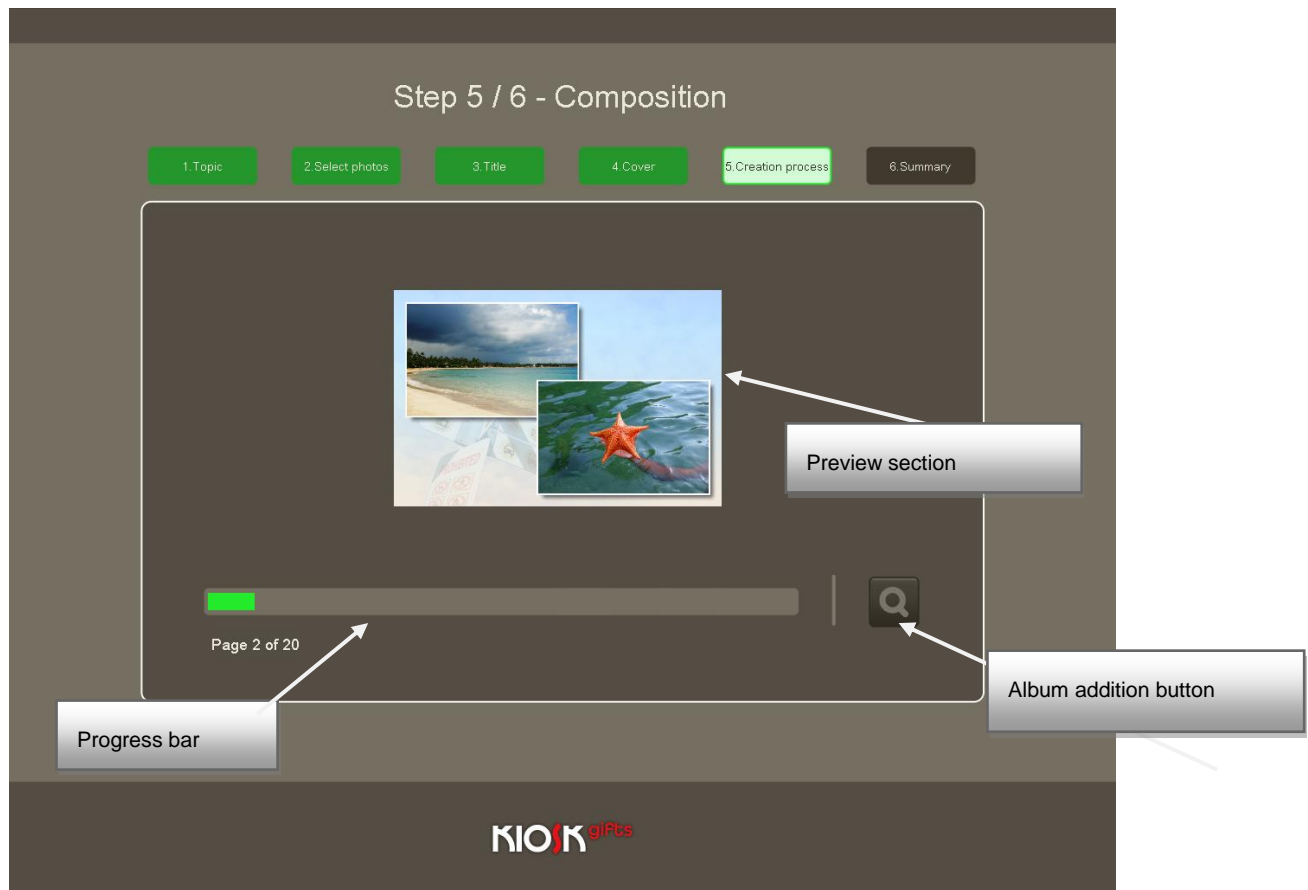 Step 5 / 6 - Composition
1.Topic
2.Select photos
3.Title
4.Cover
5.Creation process
6.Summary
Preview section
Page 2 of 20
Album addition button
Progress bar
KIOSK gifts